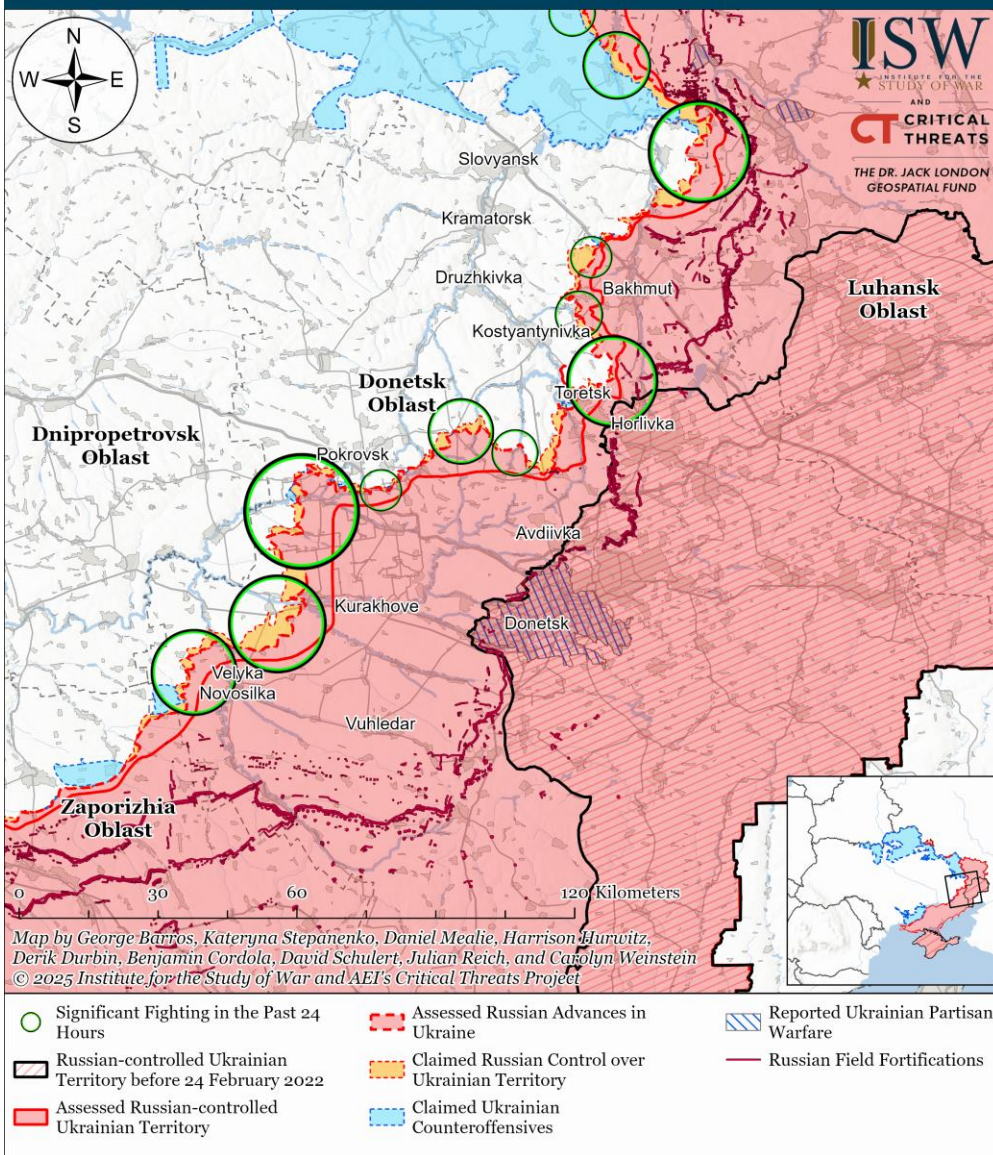 N
W E
S
ISW
INSTITUTE FOR THE
STUDY OF WAR
AND
CT CRITICAL
THREATS
THE DR. JACK LONDON
GEOSPATIAL FUND
Slovyansk
Kramatorsk
Druzhkivka
Bakhmut
Luhansk
Oblast
Kostyantynivka
Donetsk
Oblast
Toretsk
Horlivka
Dnipropetrovsk
Oblast
Pokrovsk
Avdiivka
Kurakhove
Donetsk
Velyka
Novosilka
Vuhledar
Zaporizhia
Oblast
0 30 60 120 Kilometers
Map by George Barros, Kateryna Stepanenko, Daniel Mealie, Harrison Hurwitz,
Derik Durbin, Benjamin Cordola, David Schulert, Julian Reich, and Carolyn Weinstein
© 2025 Institute for the Study of War and AEI's Critical Threats Project
Significant Fighting in the Past 24
Hours
Russian-controlled Ukrainian
Territory before 24 February 2022
Assessed Russian-controlled
Ukrainian Territory
Assessed Russian Advances in
Ukraine
Claimed Russian Control over
Ukrainian Territory
Claimed Ukrainian
Counteroffensives
Reported Ukrainian Partisan
Warfare
Russian Field Fortifications